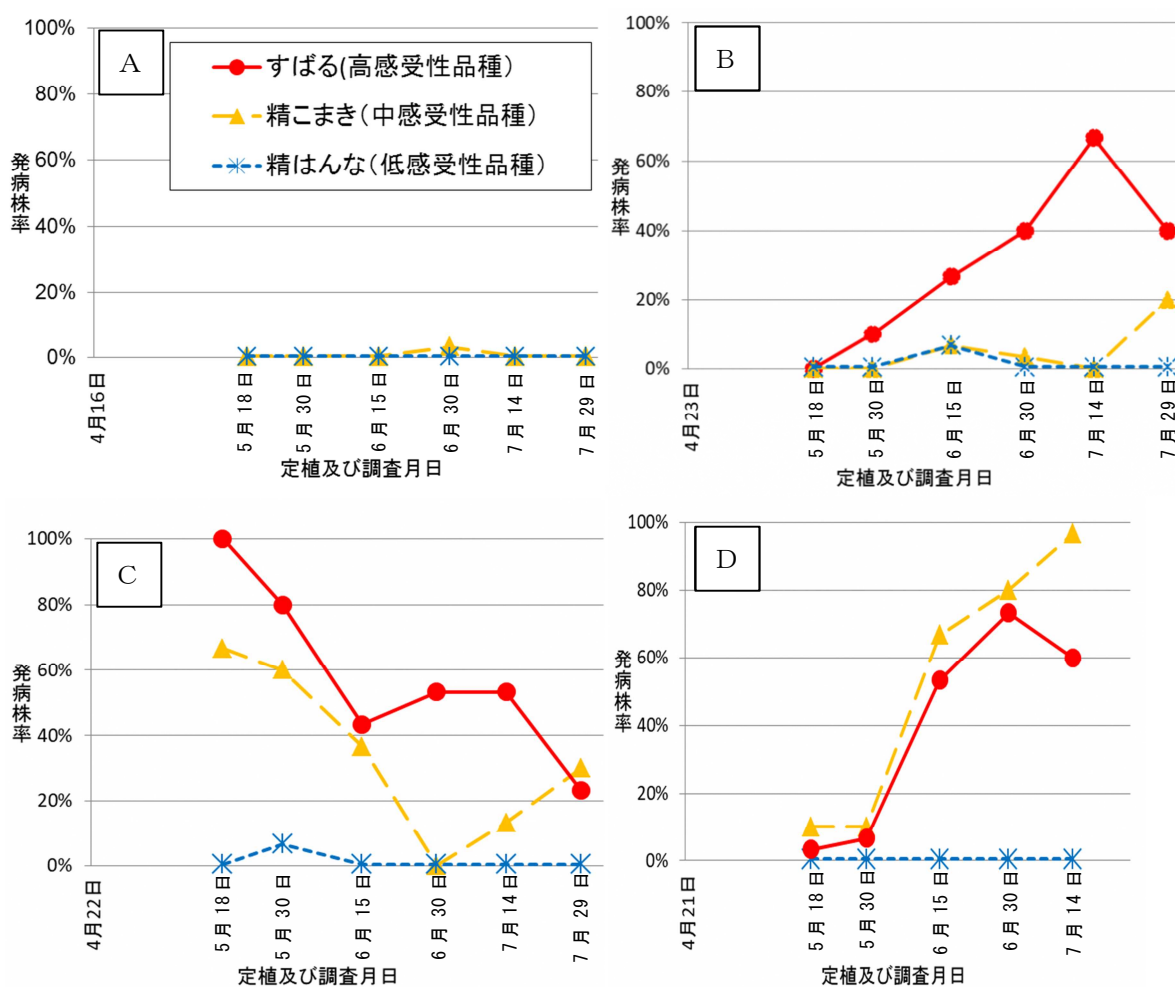 A
すばる(高感受性品種）
精こまき（中感受性品種）
精はんな（低感受性品種）
発病株率
100%
80%
60%
40%
20%
0%
4月16日
5月18日
5月30日
6月15日
6月30日
7月14日
7月29日
定植及び調査月日
B
発病株率
100%
80%
60%
40%
20%
0%
4月23日
5月18日
5月30日
6月15日
6月30日
7月14日
7月29日
定植及び調査月日
C
発病株率
100%
80%
60%
40%
20%
0%
4月22日
5月18日
5月30日
6月15日
6月30日
7月14日
7月29日
定植及び調査月日
D
発病株率
100%
80%
60%
40%
20%
0%
4月21日
5月18日
5月30日
6月15日
6月30日
7月14日
定植及び調査月日